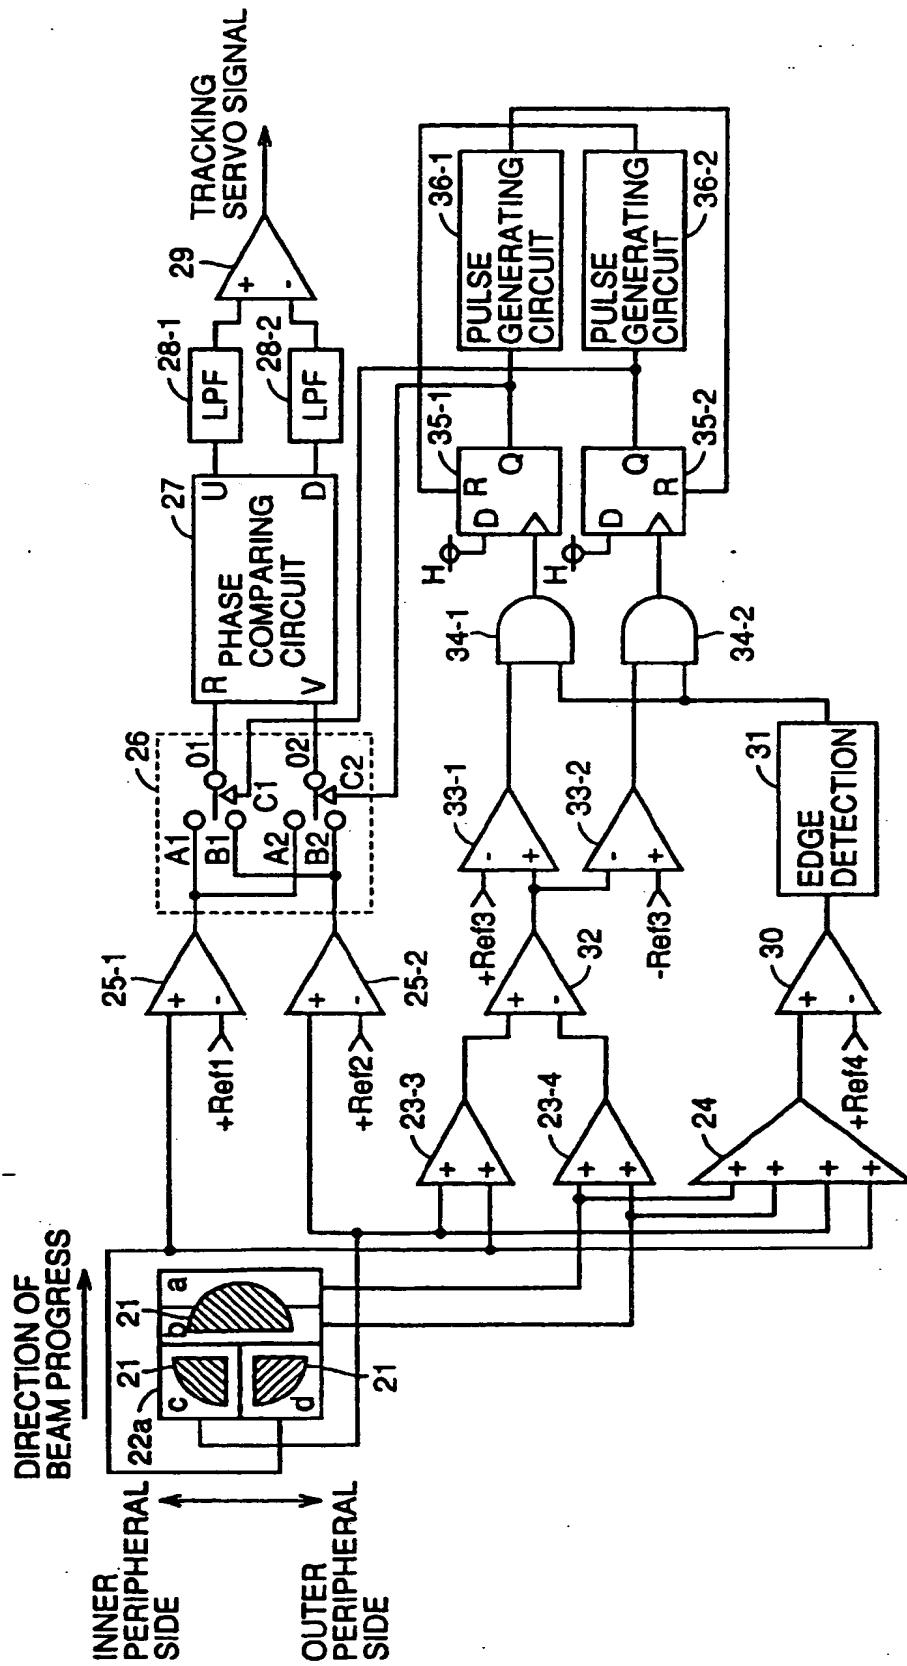 DIRECTION OF
BEAM PROGRESS
INNER
PERIPHERAL
SIDE
OUTER
PERIPHERAL
SIDE
22a
21
21
21
a
b
c
d
25-1
+
-
+Ref1
25-2
+
-
+Ref2
26
A1
B1
A2
B2
O1
C1
O2
C2
27
R
PHASE
COMPARING
CIRCUIT
V
U
D
28-1
LPF
28-2
LPF
29
+
-
TRACKING
SERVO SIGNAL
23-3
+
+
23-4
+
+
24
+
+
+
+
32
+
-
33-1
-
+
+Ref3
33-2
-
+
-Ref3
30
+
-
+Ref4
31
EDGE
DETECTION
34-1
34-2
H
D
R
Q
35-1
H
D
R
Q
35-2
36-1
PULSE
GENERATING
CIRCUIT
36-2
PULSE
GENERATING
CIRCUIT